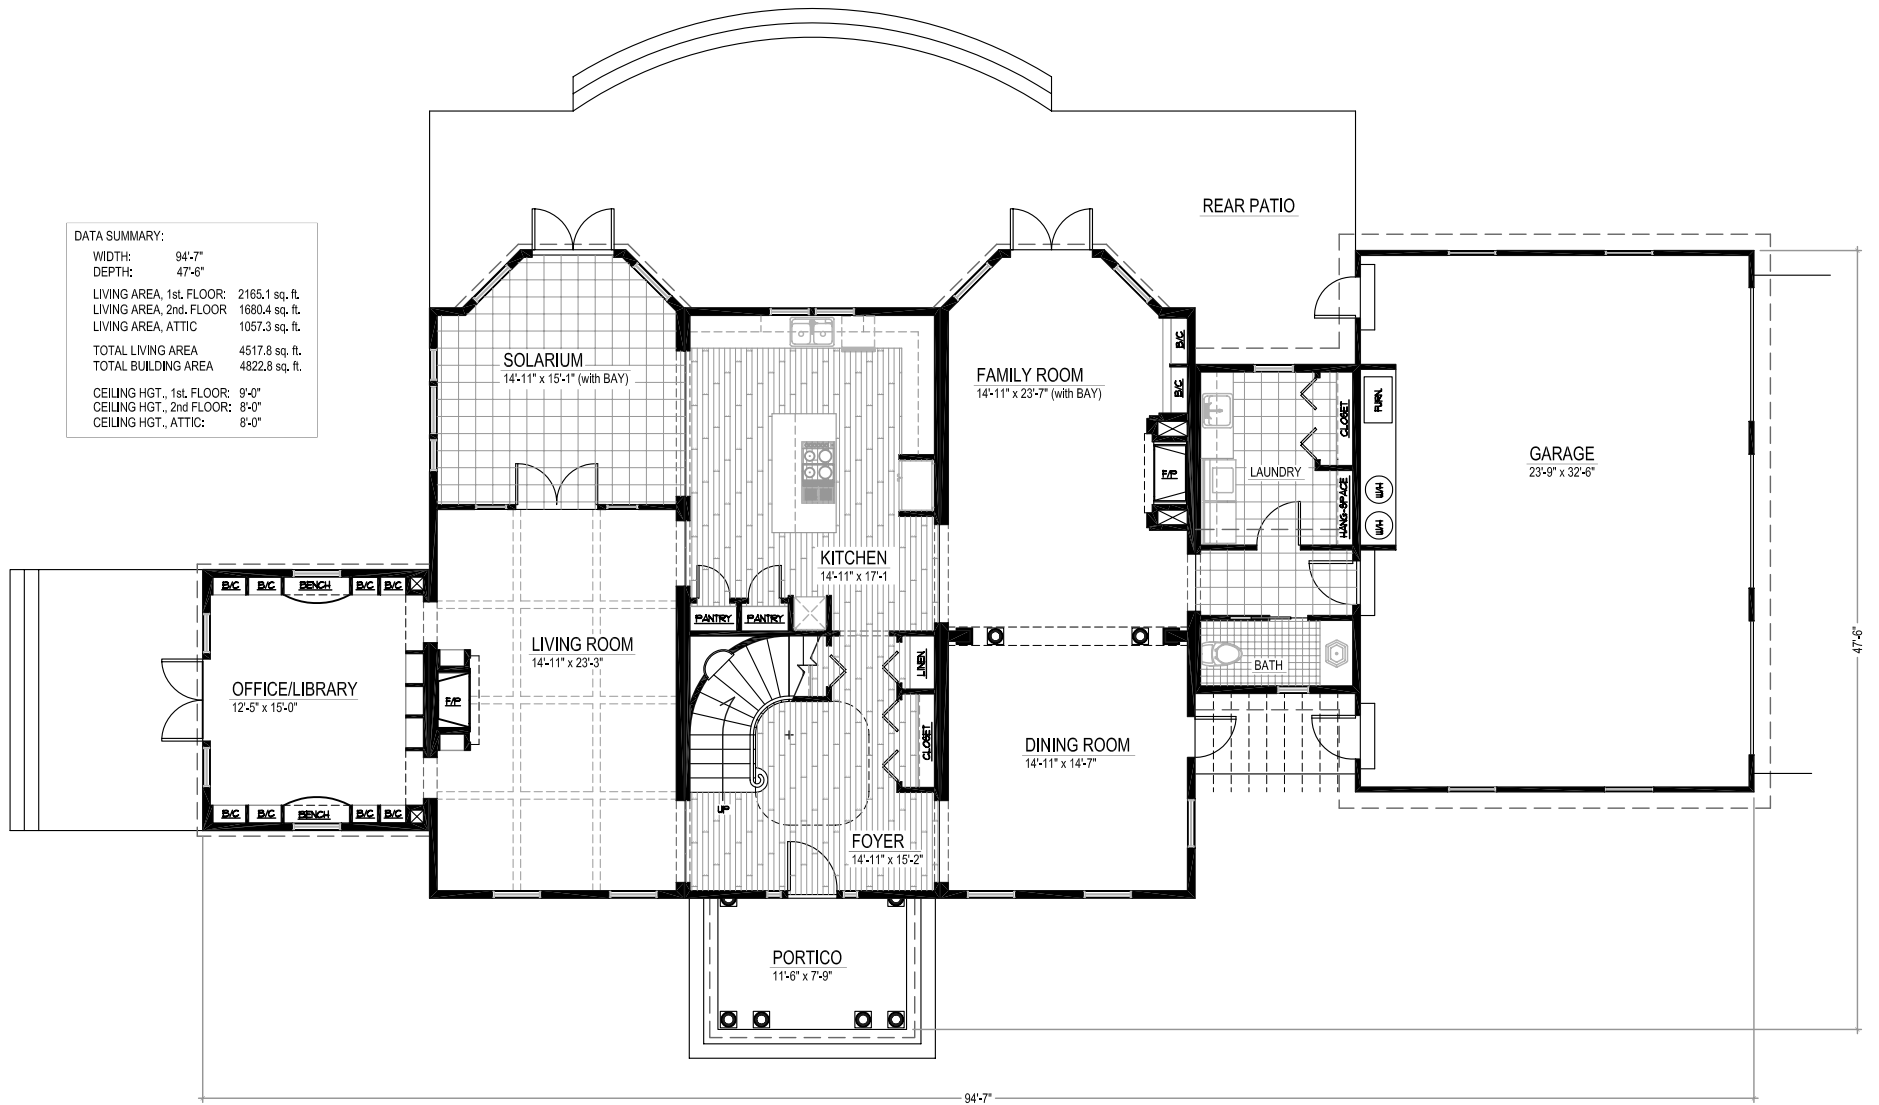 REAR PATIO
DATA SUMMARY:
WIDTH: 94'-7"
DEPTH: 47'-6"
LIVING AREA, 1st. FLOOR: 2165.1 sq. ft.
LIVING AREA, 2nd. FLOOR 1680.4 sq. ft.
LIVING AREA, ATTIC 1057.3 sq. ft.
TOTAL LIVING AREA 4517.8 sq. ft.
TOTAL BUILDING AREA 4822.8 sq. ft.
CEILING HGT., 1st. FLOOR: 9'-0"
CEILING HGT., 2nd FLOOR: 8'-0"
CEILING HGT., ATTIC: 8'-0"
SOLARIUM
14'-11" x 15'-1" (with BAY)
FAMILY ROOM
14'-11" x 23'-7" (with BAY)
B/C
B/C
F/P
LAUNDRY
CLOSET
HANG-SPACE
FURN.
W/H
W/H
GARAGE
23'-9" x 32'-6"
KITCHEN
14'-11" x 17'-1
PANTRY
PANTRY
B/C
B/C
BENCH
B/C
B/C
LIVING ROOM
14'-11" x 23'-3"
OFFICE/LIBRARY
12'-5" x 15'-0"
F/P
LINEN
CLOSET
BATH
47'-6"
DINING ROOM
14'-11" x 14'-7"
UP
B/C
B/C
BENCH
B/C
B/C
FOYER
14'-11" x 15'-2"
PORTICO
11'-6" x 7'-9"
94'-7"